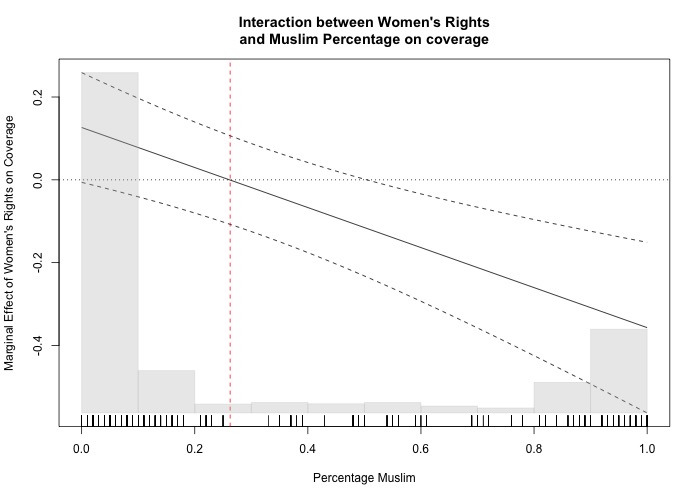 Interaction between Women's Rights
and Muslim Percentage on coverage
Marginal Effect of Women's Rights on Coverage
0.2
0.0
-0.2
-0.4
0.0 0.2 0.4 0.6 0.8 1.0
Percentage Muslim